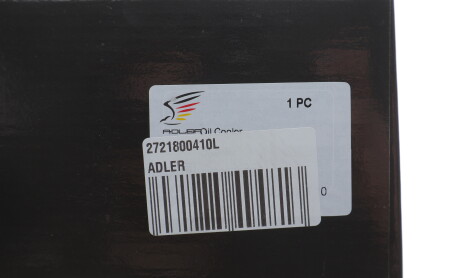 1 PC
Oil Cooler
2721800410L
ADLER
0